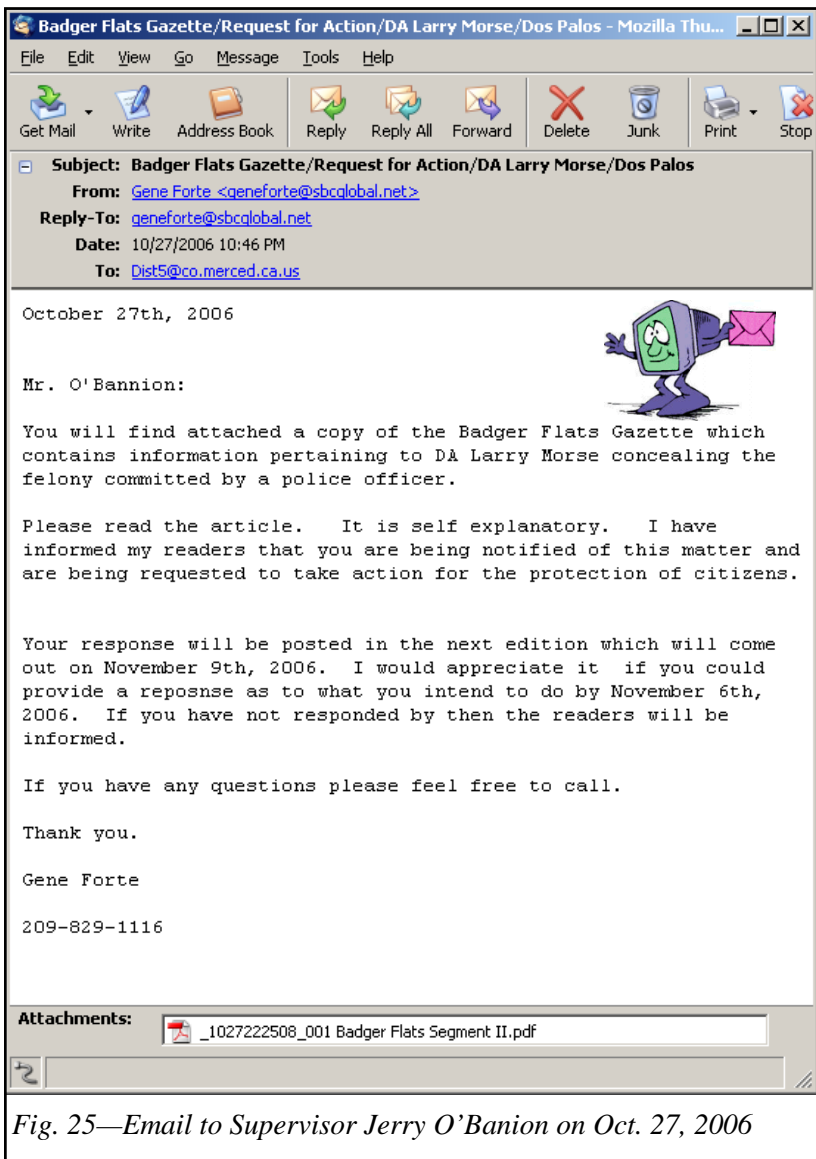 Badger Flats Gazette/Request for Action/DA Larry Morse/Dos Palos - Mozilla Thu...
File Edit View Go Message Tools Help
Get Mail Write Address Book Reply Reply All Forward Delete Junk Print Stop
Subject: Badger Flats Gazette/Request for Action/DA Larry Morse/Dos Palos
From: Gene Forte <geneforte@sbcglobal.net>
Reply-To: geneforte@sbcglobal.net
Date: 10/27/2006 10:46 PM
To: Dist5@co.merced.ca.us
October 27th, 2006
Mr. O'Bannion:
You will find attached a copy of the Badger Flats Gazette which
contains information pertaining to DA Larry Morse concealing the
felony committed by a police officer.
Please read the article. It is self explanatory. I have
informed my readers that you are being notified of this matter and
are being requested to take action for the protection of citizens.
Your response will be posted in the next edition which will come
out on November 9th, 2006. I would appreciate it if you could
provide a reposnse as to what you intend to do by November 6th,
2006. If you have not responded by then the readers will be
informed.
If you have any questions please feel free to call.
Thank you.
Gene Forte
209-829-1116
Attachments: _1027222508_001 Badger Flats Segment II.pdf
Fig. 25—Email to Supervisor Jerry O'Banion on Oct. 27, 2006